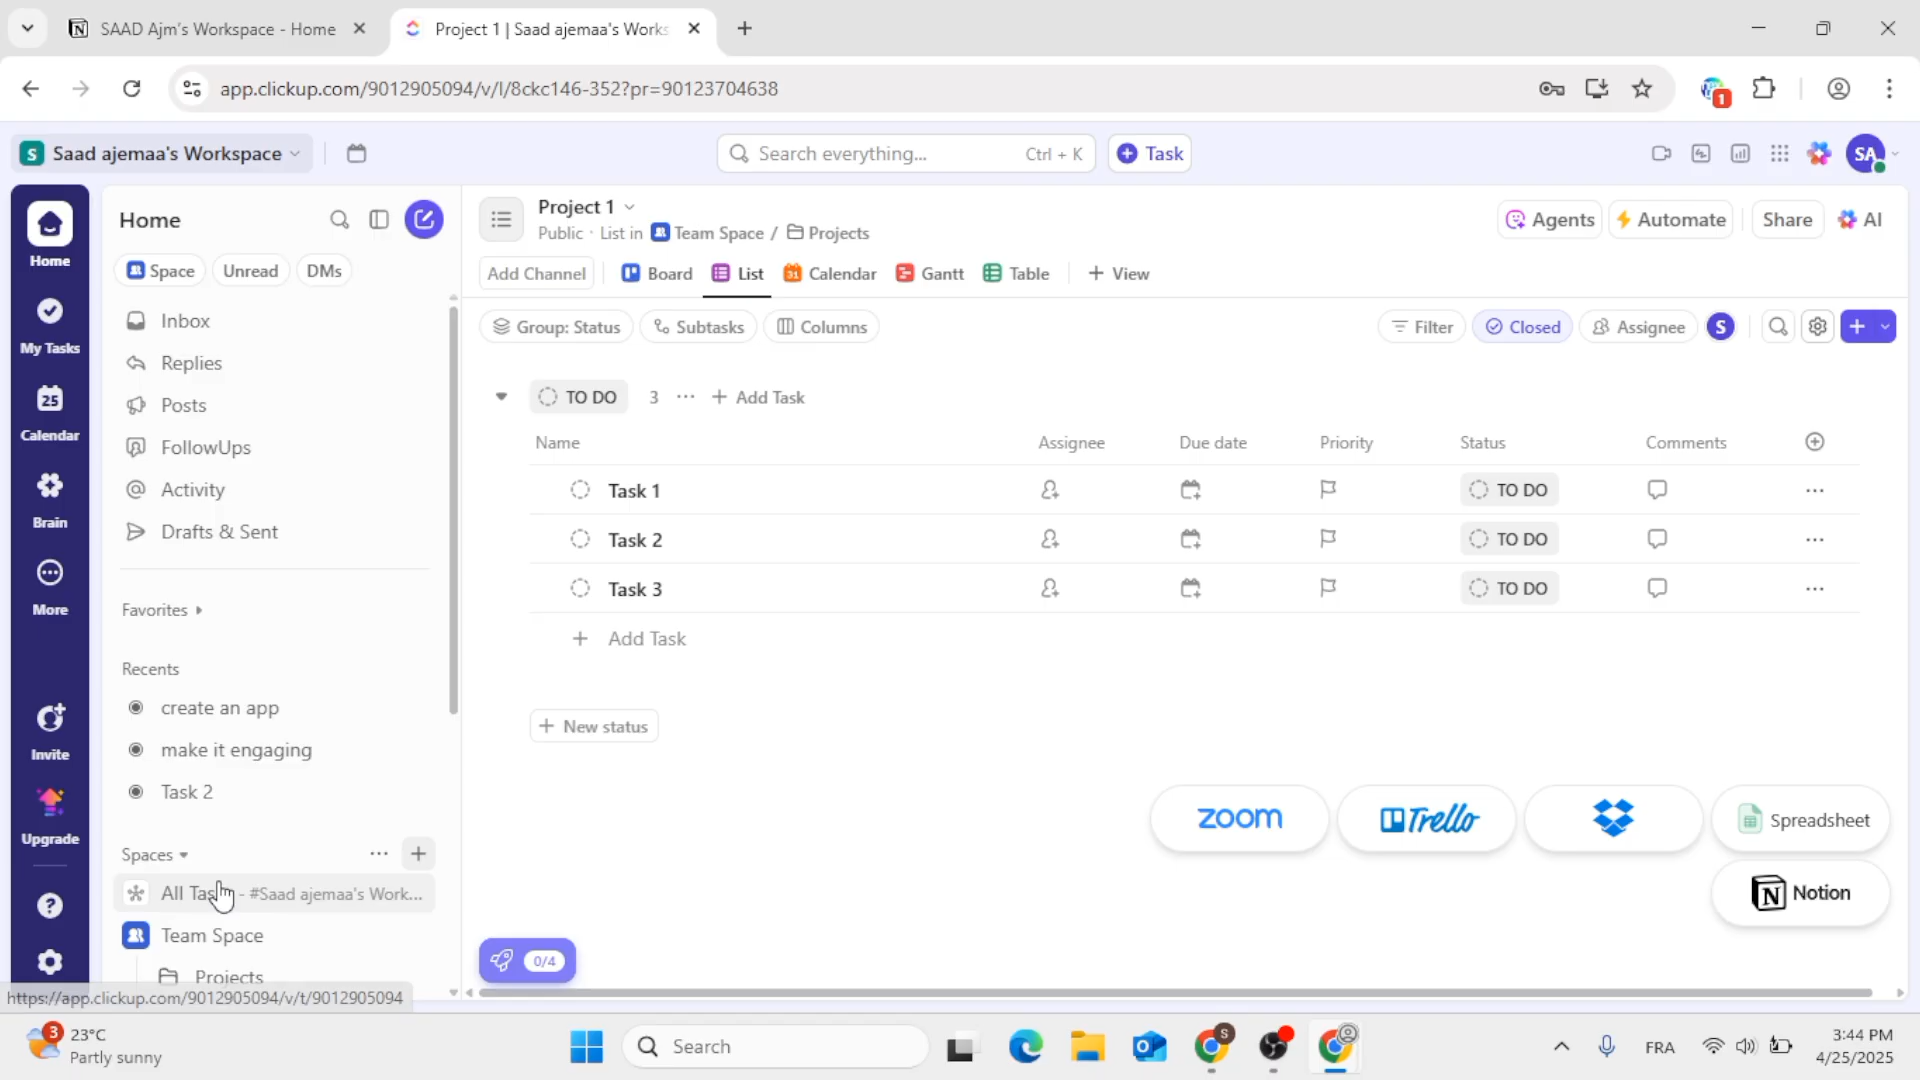 SAAD Ajm's Workspace - Home
Project 1 | Saad ajemaa's Works
app.clickup.com/9012905094/v/l/8ckc146-352?pr=90123704638
1
S Saad ajemaa's Workspace
Search everything... Ctrl + K
Task
SA
Home
My Tasks
25
Calendar
Brain
More
Invite
Upgrade
Home
Space Unread DMs
Inbox
Replies
Posts
FollowUps
Activity
Drafts & Sent
Favorites
Recents
create an app
make it engaging
Task 2
Spaces
All - #Saad ajemaa's Work...
Team Space
Projects
https://app.clickup.com/9012905094/v/t/9012905094
Project 1
Public · List in Team Space / Projects
Agents Automate Share AI
Add Channel Board List 31 Calendar Gantt Table + View
Group: Status Subtasks Columns
Filter Closed Assignee S
TO DO 3 ... + Add Task
Name Assignee Due date Priority Status Comments
Task 1 TO DO ...
Task 2 TO DO ...
Task 3 TO DO ...
+ Add Task
+ New status
zoom Trello Spreadsheet
Notion
0/4
3 23°C
Partly sunny
Search
S
FRA
3:44 PM
4/25/2025